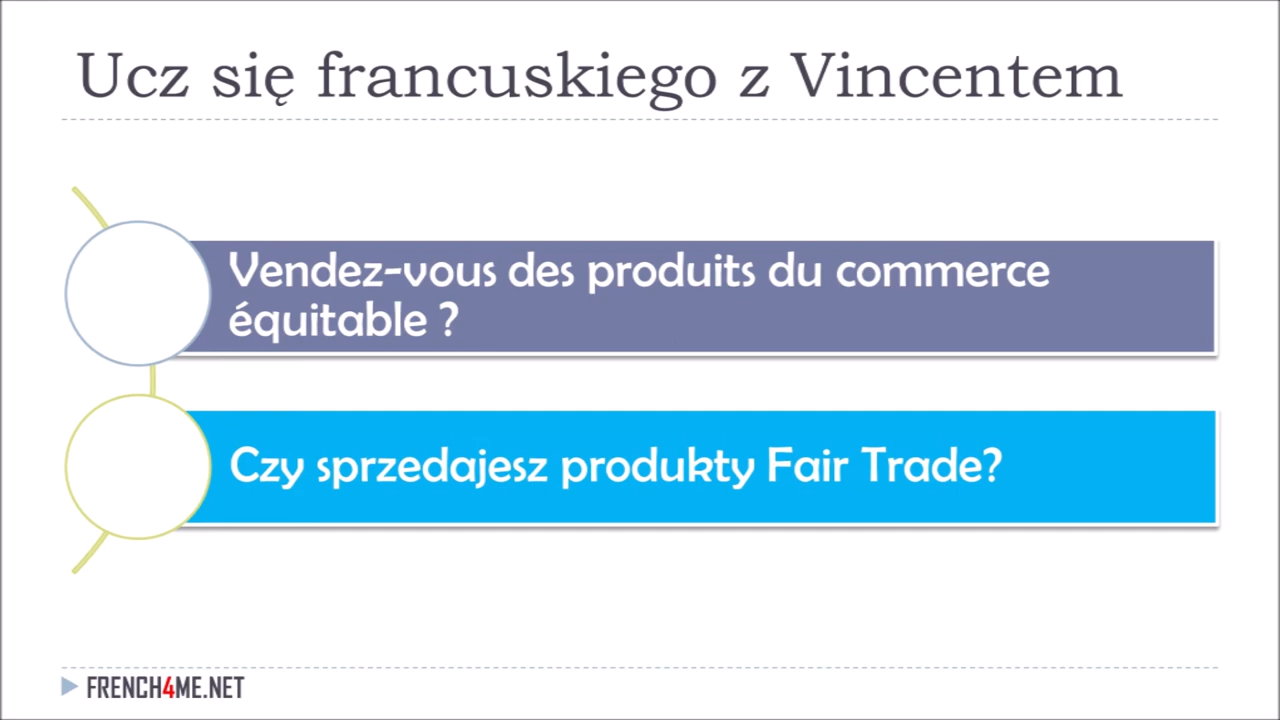 Ucz się francuskiego z Vincentem
Vendez-vous des produits du commerce
équitable ?
Czy sprzedajesz produkty Fair Trade?
FRENCH4ME.NET